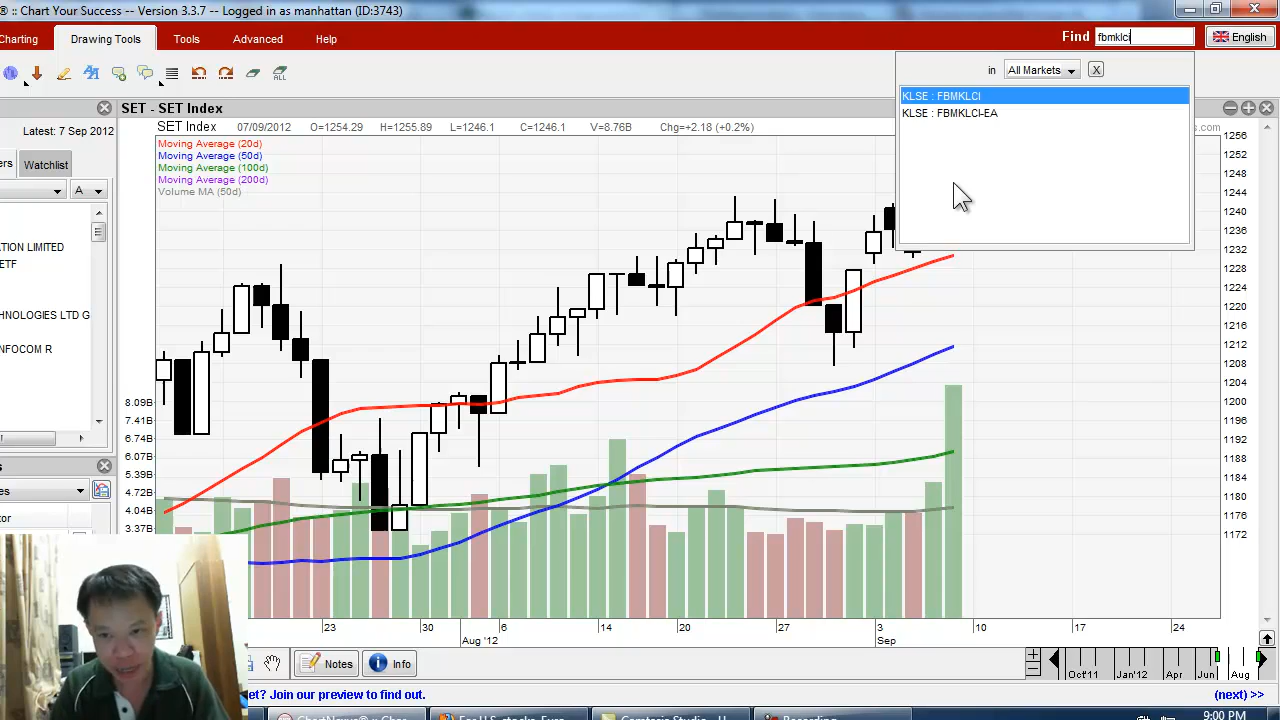 ® :: Chart Your Success -- Version 3.3.7 -- Logged in as manhattan (ID:3743)
Charting Drawing Tools Tools Advanced Help Find fbmklci English
in All Markets X
KLSE : FBMKLCI
KLSE : FBMKLCI-EA
SET - SET Index
Latest: 7 Sep 2012
SET Index 07/09/2012 O=1254.29 H=1255.89 L=1246.1 C=1246.1 V=8.76B Chg=+2.18 (+0.2%)
Moving Average (20d)
Moving Average (50d)
Moving Average (100d)
Moving Average (200d)
Volume MA (50d)
Watchlist
A
ATION LIMITED
ETF
HNOLOGIES LTD G
NFOCOM R
1256
1252
1248
1244
1240
1236
1232
1228
1224
1220
1216
1212
1208
1204
1200
1196
1192
1188
1184
1180
1176
1172
8.09B
7.41B
6.74B
6.07B
5.39B
4.72B
4.04B
3.37B
23 30 6 14 20 27 10 17 24
Aug '12 Sep
Notes Info
Oct11 Jan'12 Apr Jun Aug
et? Join our preview to find out. (next) >>
9:00 PM